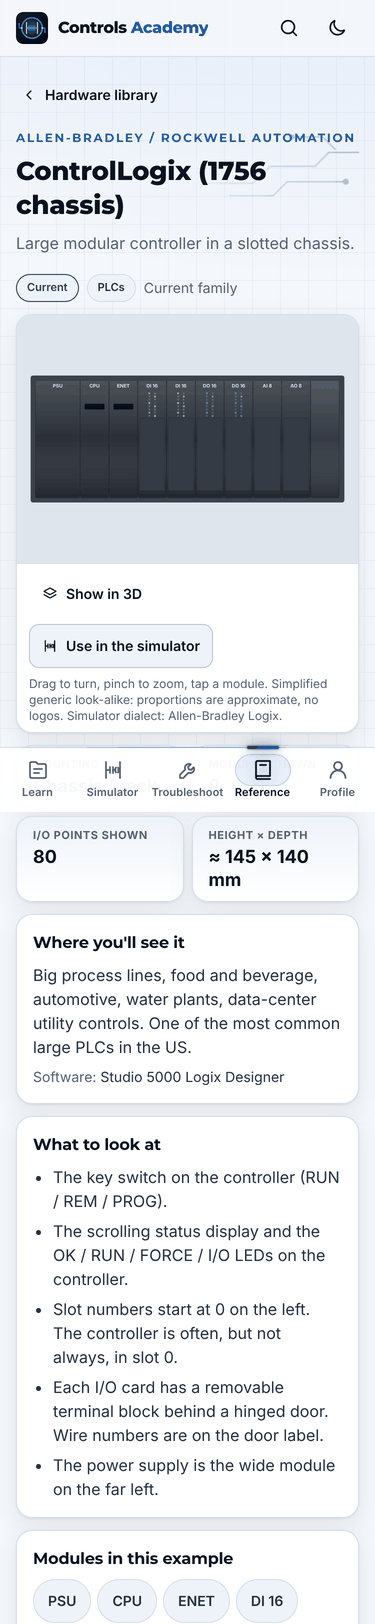 Controls Academy
Hardware library
ALLEN-BRADLEY / ROCKWELL AUTOMATION
ControlLogix (1756
chassis)
Large modular controller in a slotted chassis.
Current PLCs Current family
PSU CPU ENET DI 16 DI 16 DO 16 DO 16 AI 8 AO 8
Show in 3D
Use in the simulator
Drag to turn, pinch to zoom, tap a module. Simplified
generic look-alike: proportions are approximate, no
logos. Simulator dialect: Allen-Bradley Logix.
Learn Simulator Troubleshoot Reference Profile
I/O POINTS SHOWN
80
HEIGHT × DEPTH
≈ 145 × 140
mm
Where you'll see it
Big process lines, food and beverage,
automotive, water plants, data-center
utility controls. One of the most common
large PLCs in the US.
Software: Studio 5000 Logix Designer
What to look at
• The key switch on the controller (RUN
/ REM / PROG).
• The scrolling status display and the
OK / RUN / FORCE / I/O LEDs on the
controller.
• Slot numbers start at 0 on the left.
The controller is often, but not
always, in slot 0.
• Each I/O card has a removable
terminal block behind a hinged door.
Wire numbers are on the door label.
• The power supply is the wide module
on the far left.
Modules in this example
PSU CPU ENET DI 16